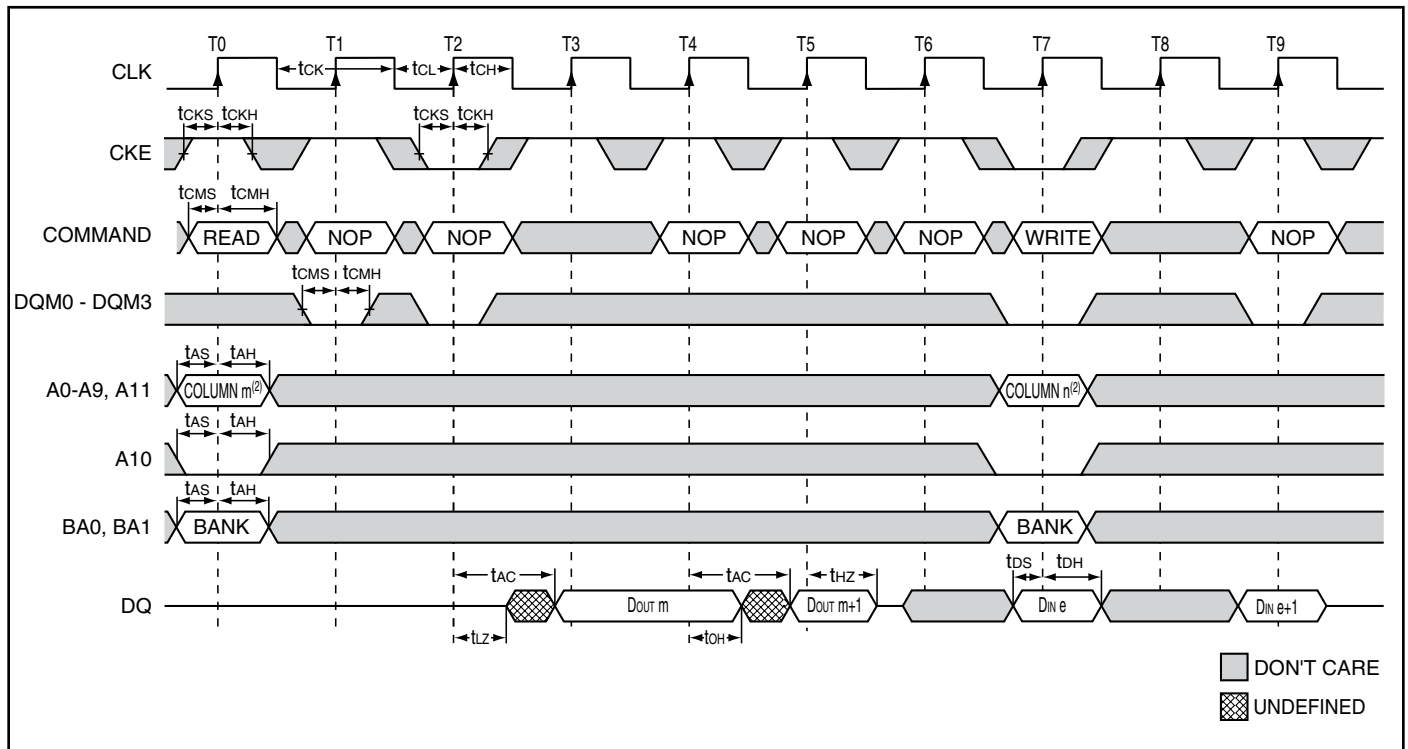 T0 T1 T2 T3 T4 T5 T6 T7 T8 T9
CLK tCK tCL tCH
tCKS tCKH tCKS tCKH
CKE
tCMS tCMH
COMMAND READ NOP NOP NOP NOP NOP WRITE NOP
tCMS tCMH
DQM0 - DQM3
tAS tAH
A0-A9, A11 COLUMN m(2) COLUMN n(2)
tAS tAH
A10
tAS tAH
BA0, BA1 BANK BANK
tAC tAC tHZ tDS tDH
DQ DOUT m DOUT m+1 DIN e DIN e+1
tLZ tOH
DON'T CARE
UNDEFINED